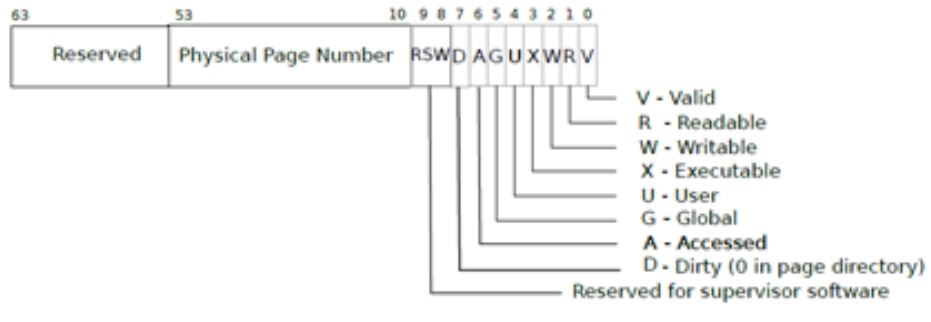 63 53 10 9 8 7 6 5 4 3 2 1 0
Reserved Physical Page Number RSW D A G U X W R V
V - Valid
R - Readable
W - Writable
X - Executable
U - User
G - Global
A - Accessed
D - Dirty (0 in page directory)
Reserved for supervisor software